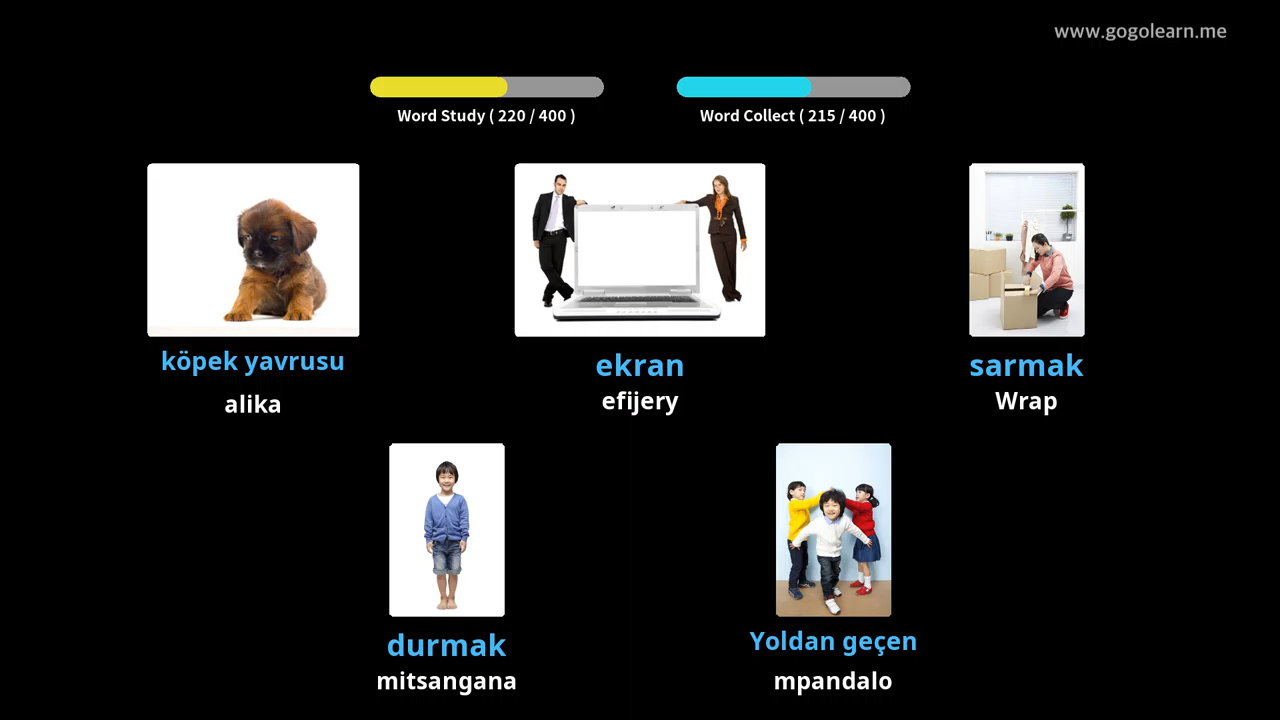 www.gogolearn.me
Word Study ( 220 / 400 )
Word Collect ( 215 / 400 )
köpek yavrusu
alika
ekran
efijery
sarmak
Wrap
durmak
mitsangana
Yoldan geçen
mpandalo